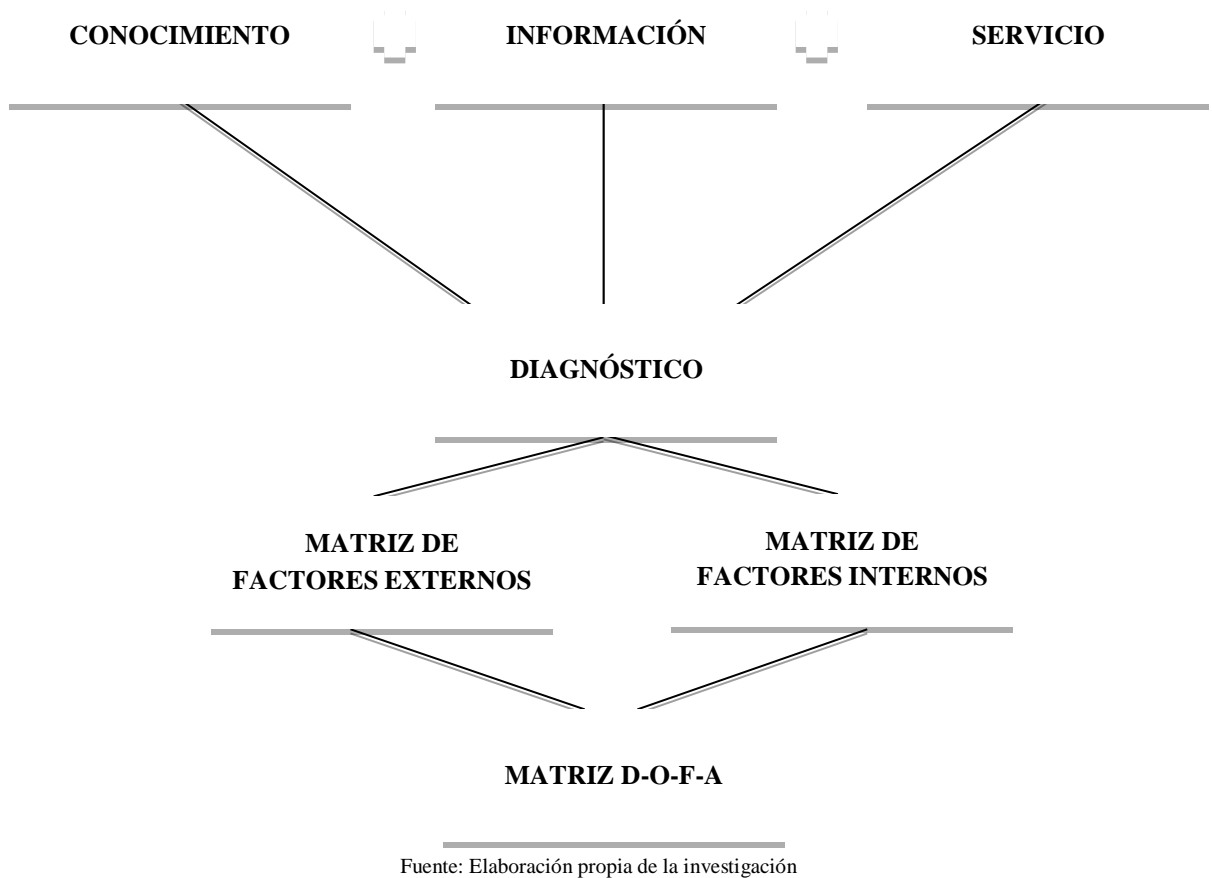 CONOCIMIENTO
INFORMACIÓN
SERVICIO
DIAGNÓSTICO
MATRIZ DE
FACTORES EXTERNOS
MATRIZ DE
FACTORES INTERNOS
MATRIZ D-O-F-A
Fuente: Elaboración propia de la investigación